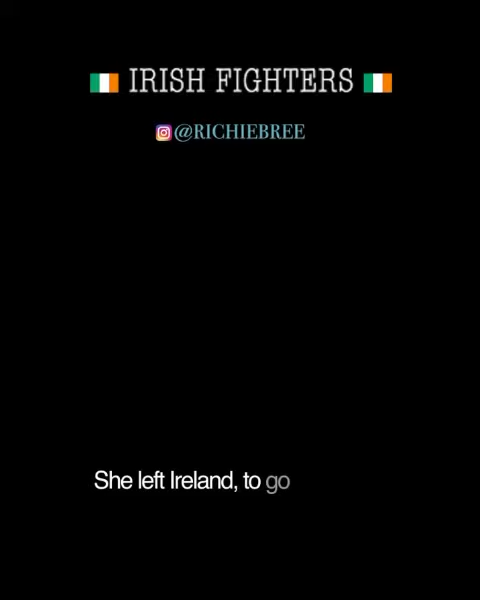 🇮🇪 IRISH FIGHTERS 🇮🇪
@RICHIEBREE
She left Ireland, to go